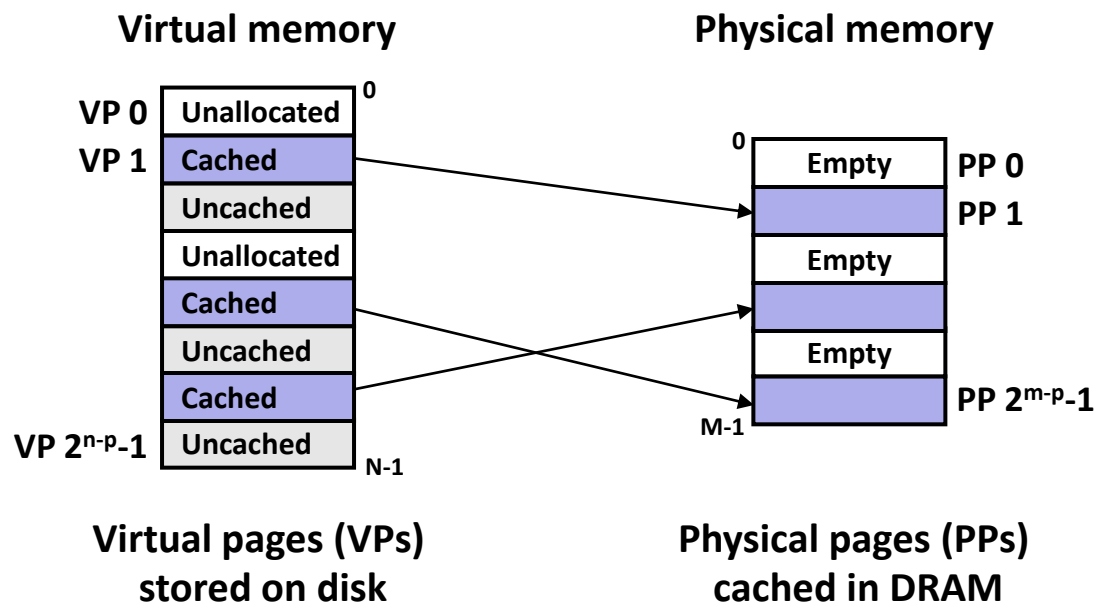 Virtual memory
Physical memory
0
VP 0
Unallocated
VP 1
Cached
Uncached
Unallocated
Cached
Uncached
Cached
VP 2ⁿ⁻ᵖ-1
Uncached
N-1
0
Empty
PP 0
PP 1
Empty
Empty
PP 2ᵐ⁻ᵖ-1
M-1
Virtual pages (VPs)
stored on disk
Physical pages (PPs)
cached in DRAM